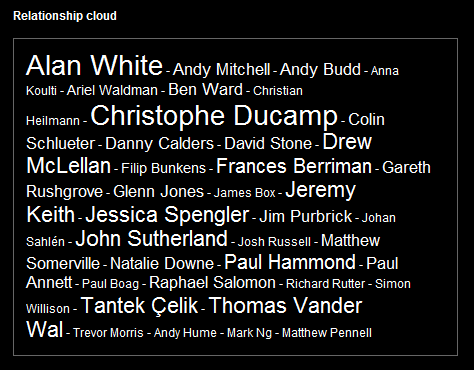 Relationship cloud
Alan White - Andy Mitchell - Andy Budd - Anna
Koulti - Ariel Waldman - Ben Ward - Christian
Heilmann - Christophe Ducamp - Colin
Schlueter - Danny Calders - David Stone - Drew
McLellan - Filip Bunkens - Frances Berriman - Gareth
Rushgrove - Glenn Jones - James Box - Jeremy
Keith - Jessica Spengler - Jim Purbrick - Johan
Sahlén - John Sutherland - Josh Russell - Matthew
Somerville - Natalie Downe - Paul Hammond - Paul
Annett - Paul Boag - Raphael Salomon - Richard Rutter - Simon
Willison - Tantek Çelik - Thomas Vander
Wal - Trevor Morris - Andy Hume - Mark Ng - Matthew Pennell